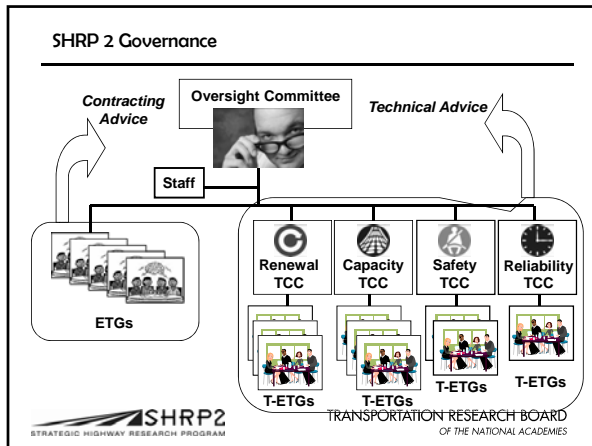 SHRP 2 Governance
Contracting
Advice
Oversight Committee
Technical Advice
Staff
Renewal
TCC
Capacity
TCC
Safety
TCC
Reliability
TCC
ETGs
T-ETGs
T-ETGs
T-ETGs
T-ETGs
SHRP2
STRATEGIC HIGHWAY RESEARCH PROGRAM
TRANSPORTATION RESEARCH BOARD
OF THE NATIONAL ACADEMIES